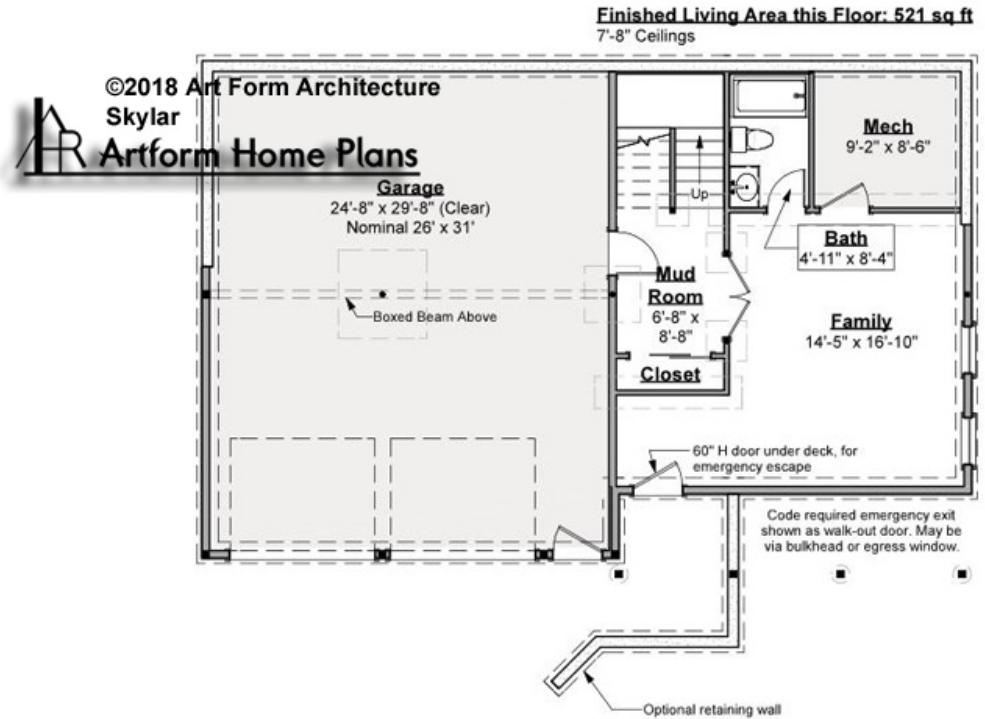 Finished Living Area this Floor: 521 sq ft
7'-8" Ceilings
©2018 Art Form Architecture
Skylar
Artform Home Plans
Garage
24'-8" x 29'-8" (Clear)
Nominal 26' x 31'
Boxed Beam Above
Up
Mech
9'-2" x 8'-6"
Bath
4'-11" x 8'-4"
Mud
Room
6'-8" x
8'-8"
Closet
Family
14'-5" x 16'-10"
60" H door under deck, for
emergency escape
Code required emergency exit
shown as walk-out door. May be
via bulkhead or egress window.
Optional retaining wall